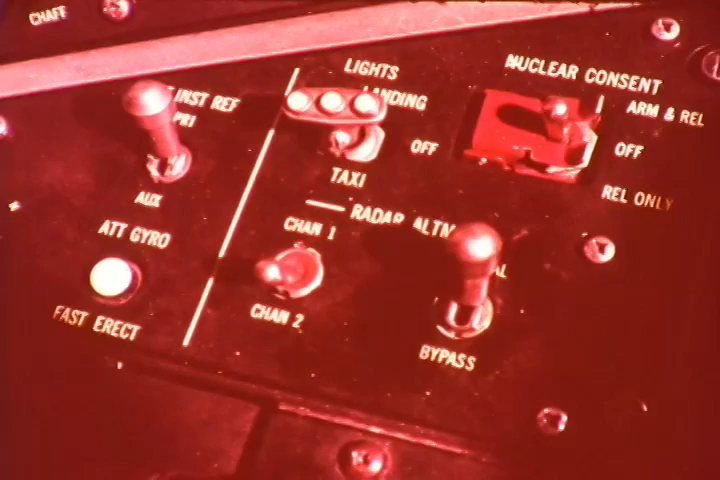 CHAFF
LIGHTS
LANDING
OFF
TAXI
NUCLEAR CONSENT
ARM & REL
OFF
REL ONLY
INST REF
PRI
AUX
ATT GYRO
FAST ERECT
RADAR ALTM
CHAN 1
CHAN 2
BYPASS